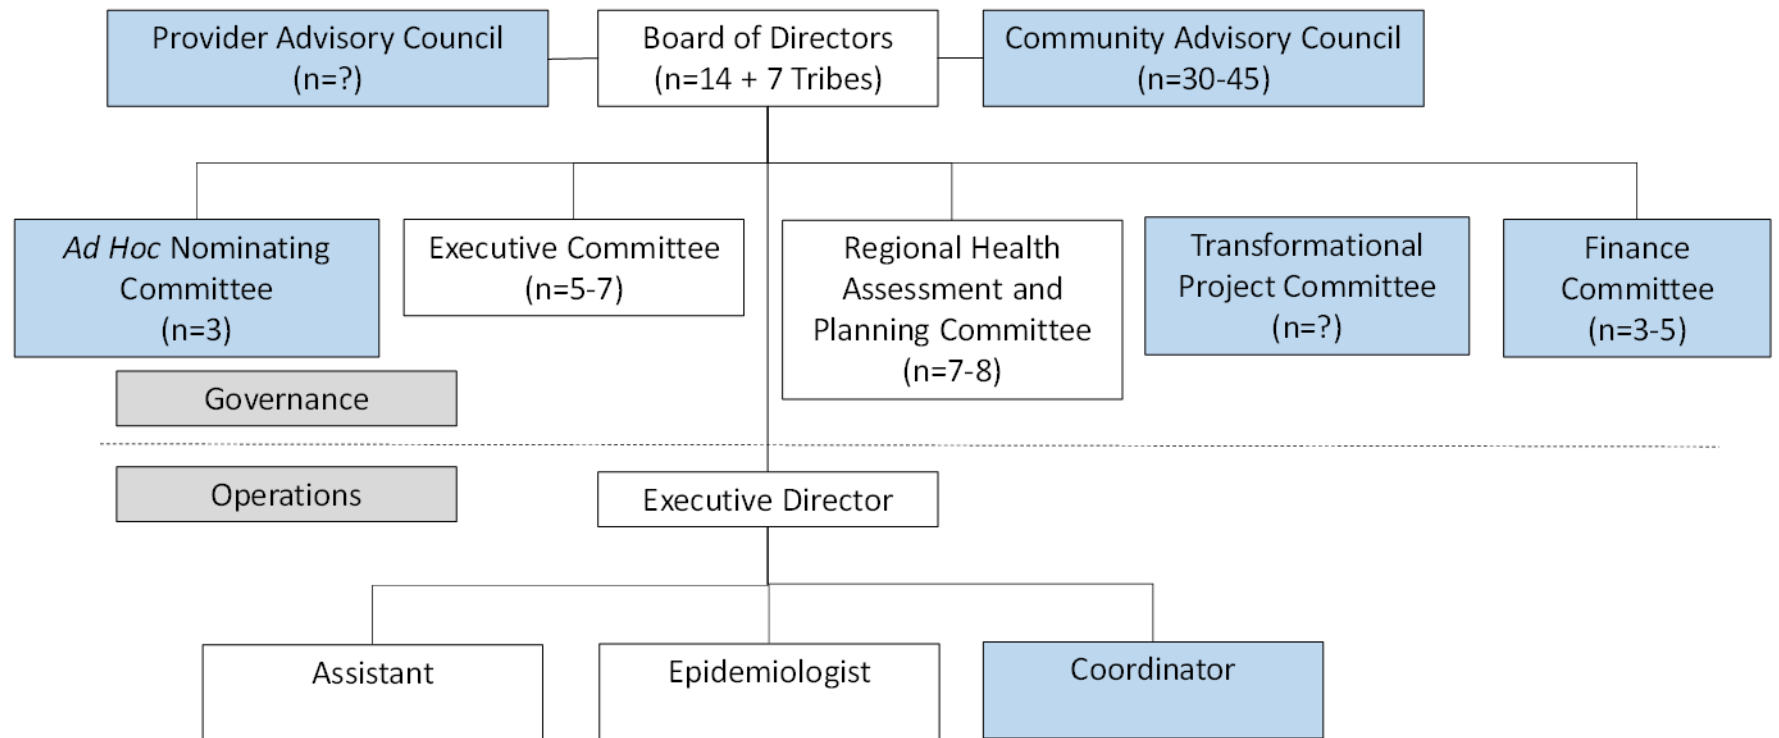 Provider Advisory Council
(n=?)
Board of Directors
(n=14 + 7 Tribes)
Community Advisory Council
(n=30-45)
Ad Hoc Nominating
Committee
(n=3)
Executive Committee
(n=5-7)
Regional Health
Assessment and
Planning Committee
(n=7-8)
Transformational
Project Committee
(n=?)
Finance
Committee
(n=3-5)
Governance
Operations
Executive Director
Assistant
Epidemiologist
Coordinator